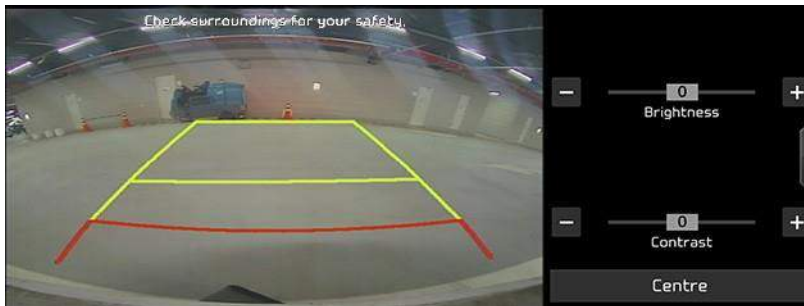 Check surroundings for your safety.
−
0
+
Brightness
−
0
+
Contrast
Centre